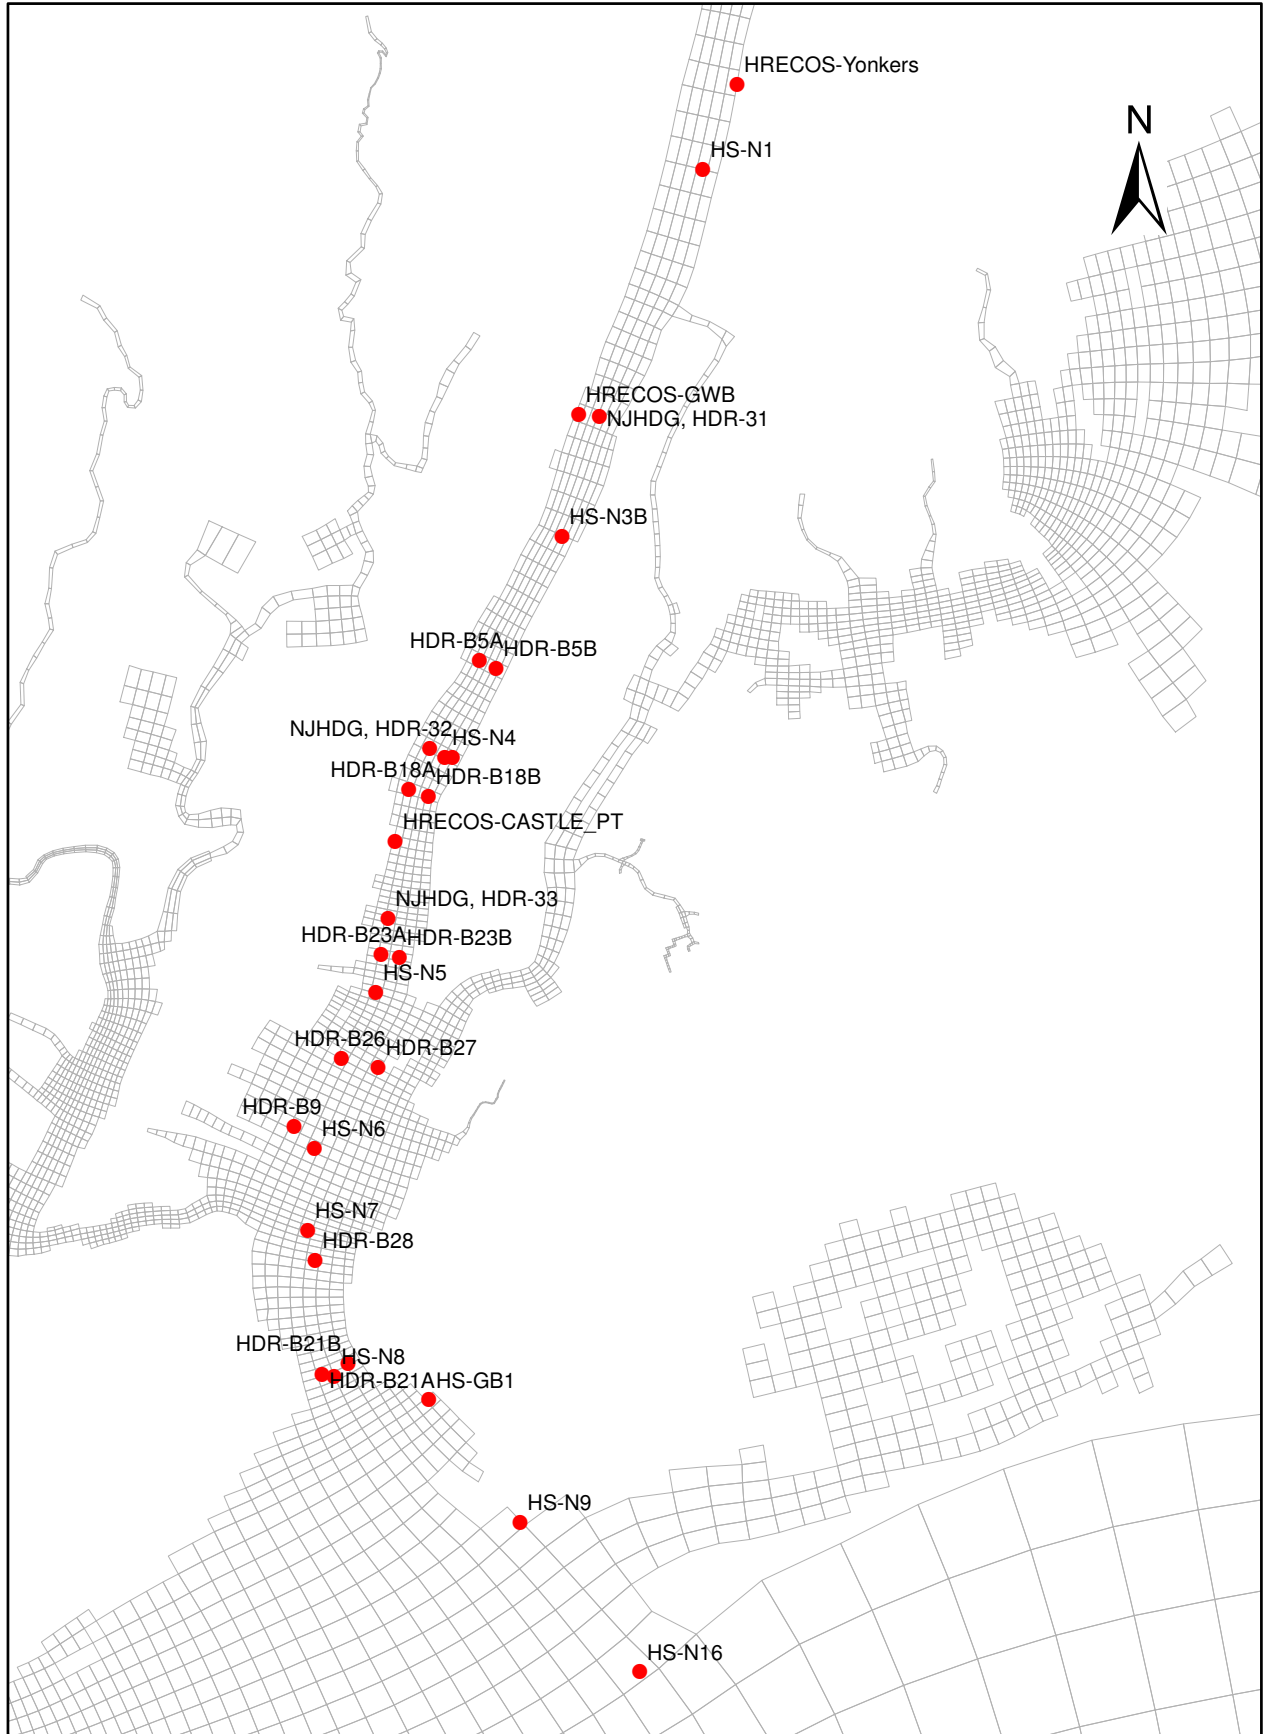 HRECOS-Yonkers
N
HS-N1
HRECOS-GWB
NJHDG, HDR-31
HS-N3B
HDR-B5A
HDR-B5B
NJHDG, HDR-32
HS-N4
HDR-B18A
HDR-B18B
HRECOS-CASTLE_PT
NJHDG, HDR-33
HDR-B23A
HDR-B23B
HS-N5
HDR-B26
HDR-B27
HDR-B9
HS-N6
HS-N7
HDR-B28
HDR-B21B
HS-N8
HDR-B21A
HS-GB1
HS-N9
HS-N16